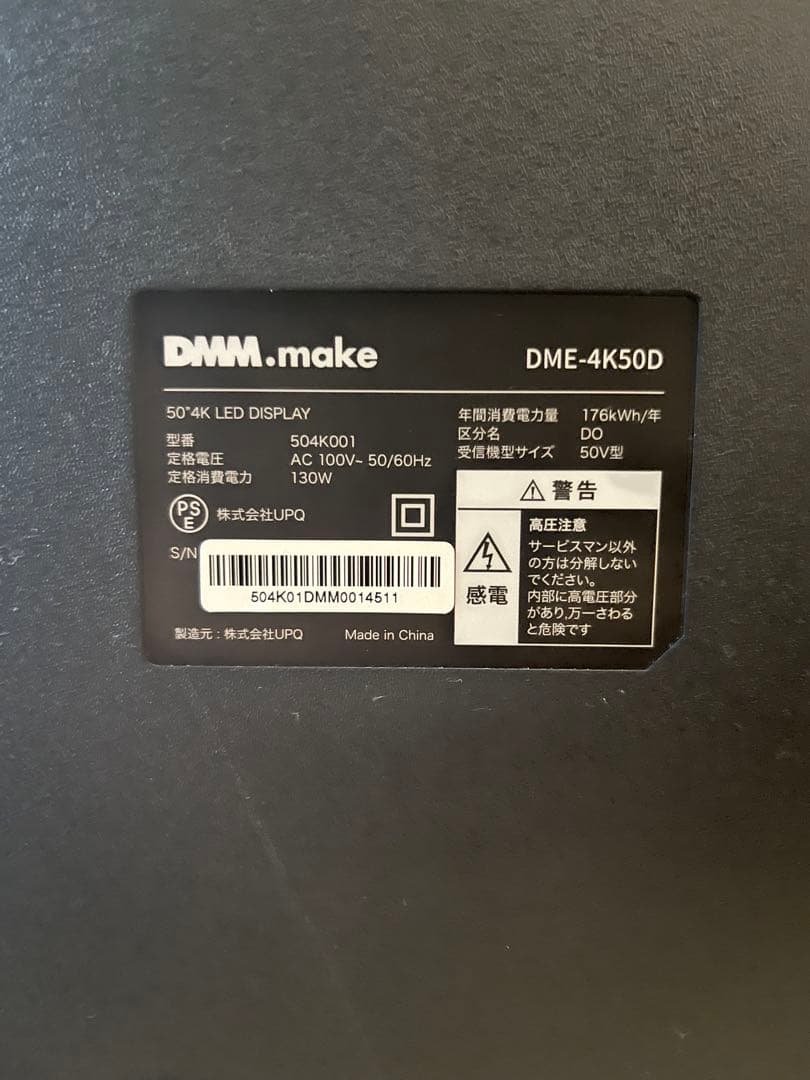 DMM.make
DME-4K50D
50"4K LED DISPLAY
型番 504K001
定格電圧 AC 100V~ 50/60Hz
定格消費電力 130W
PS
E
株式会社UPQ
S/N
504K01DMM0014511
製造元：株式会社UPQ Made in China
年間消費電力量 176kWh/年
区分名 DO
受信機型サイズ 50V型
警告
感電
高圧注意
サービスマン以外
の方は分解しない
でください。
内部に高電圧部分
があり,万一さわる
と危険です